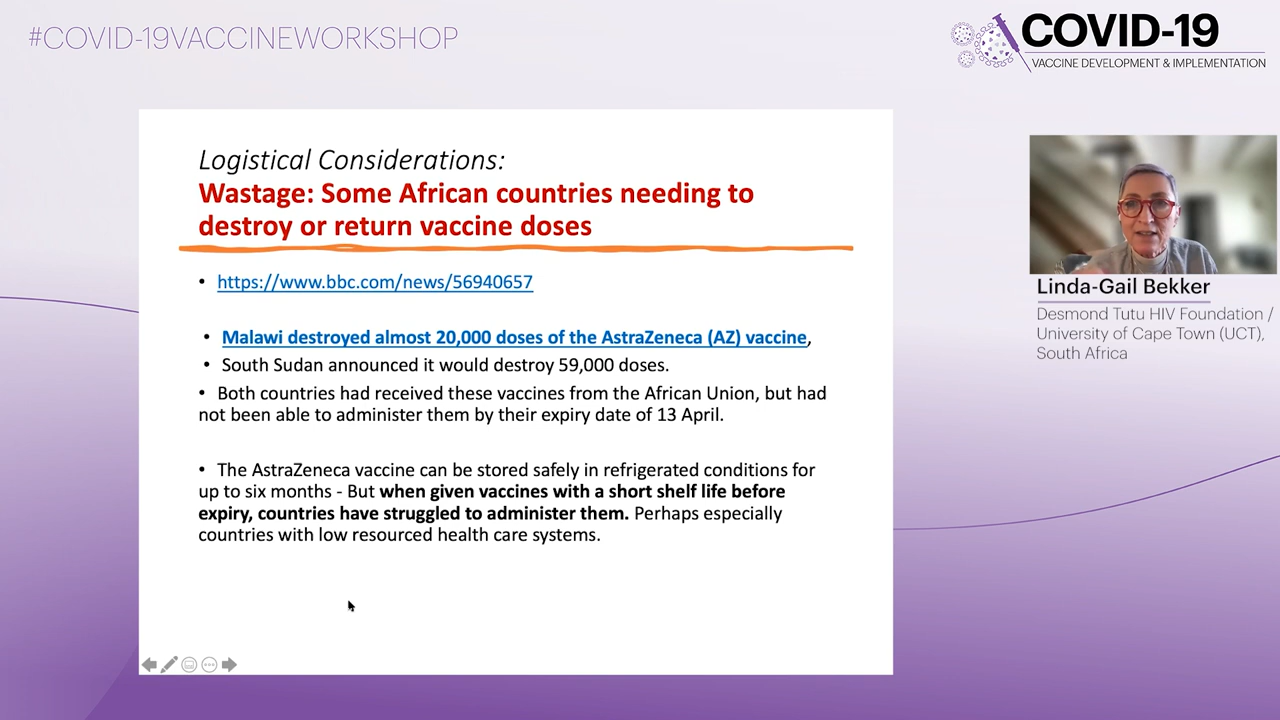 #COVID-19VACCINEWORKSHOP
COVID-19
VACCINE DEVELOPMENT & IMPLEMENTATION
Logistical Considerations:
Wastage: Some African countries needing to
destroy or return vaccine doses
• https://www.bbc.com/news/56940657
• Malawi destroyed almost 20,000 doses of the AstraZeneca (AZ) vaccine,
• South Sudan announced it would destroy 59,000 doses.
• Both countries had received these vaccines from the African Union, but had
not been able to administer them by their expiry date of 13 April.
• The AstraZeneca vaccine can be stored safely in refrigerated conditions for
up to six months - But when given vaccines with a short shelf life before
expiry, countries have struggled to administer them. Perhaps especially
countries with low resourced health care systems.
Linda-Gail Bekker
Desmond Tutu HIV Foundation /
University of Cape Town (UCT),
South Africa